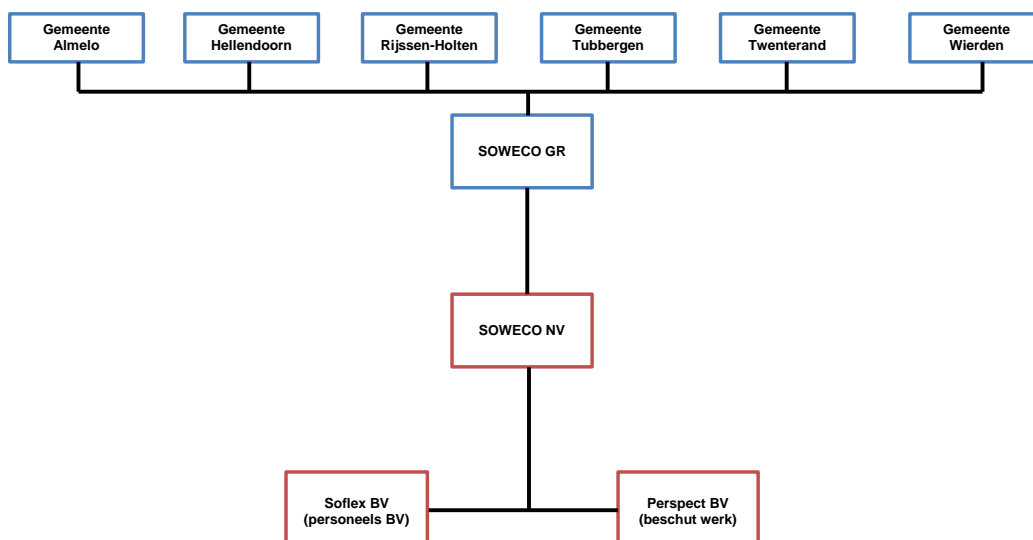 Gemeente
Almelo
Gemeente
Hellendoorn
Gemeente
Rijssen-Holten
Gemeente
Tubbergen
Gemeente
Twenterand
Gemeente
Wierden
SOWECO GR
SOWECO NV
Soflex BV
(personeels BV)
Perspect BV
(beschut werk)